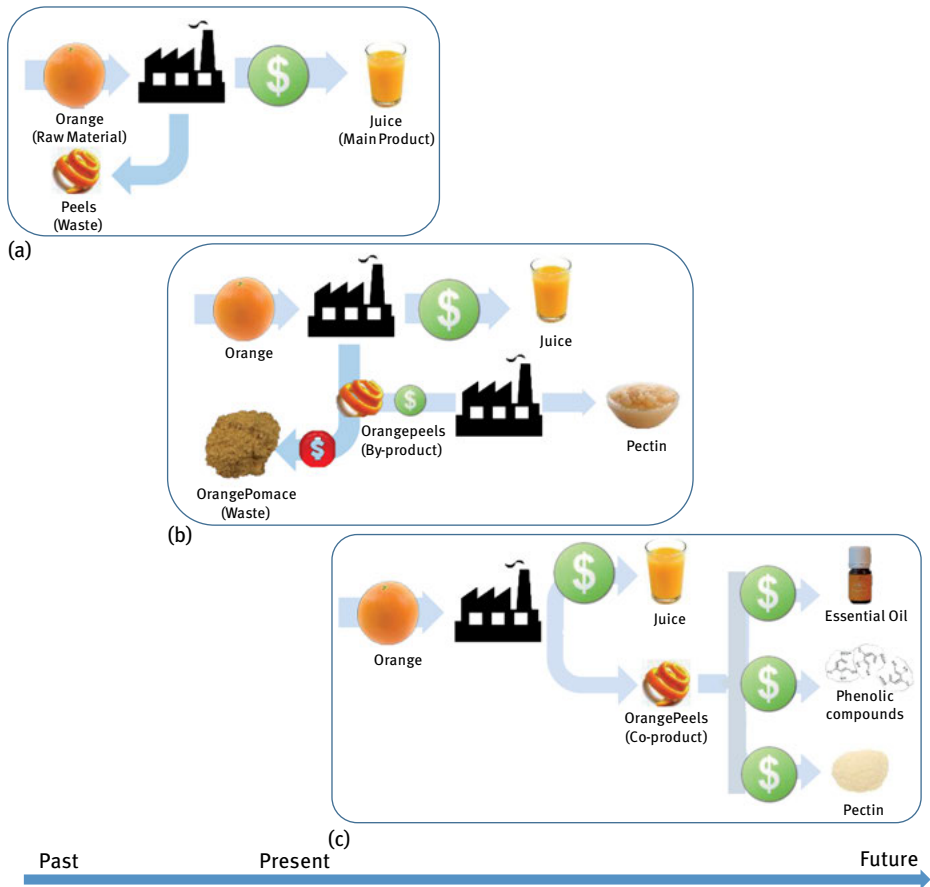 Orange
(Raw Material)
Juice
(Main Product)
Peels
(Waste)
(a)
Orange
Juice
Orangepeels
(By-product)
Pectin
OrangePomace
(Waste)
(b)
Orange
Juice
Essential Oil
OrangePeels
(Co-product)
Phenolic
compounds
Pectin
(c)
Past Present Future
$
$
$
$
$
$
$
$